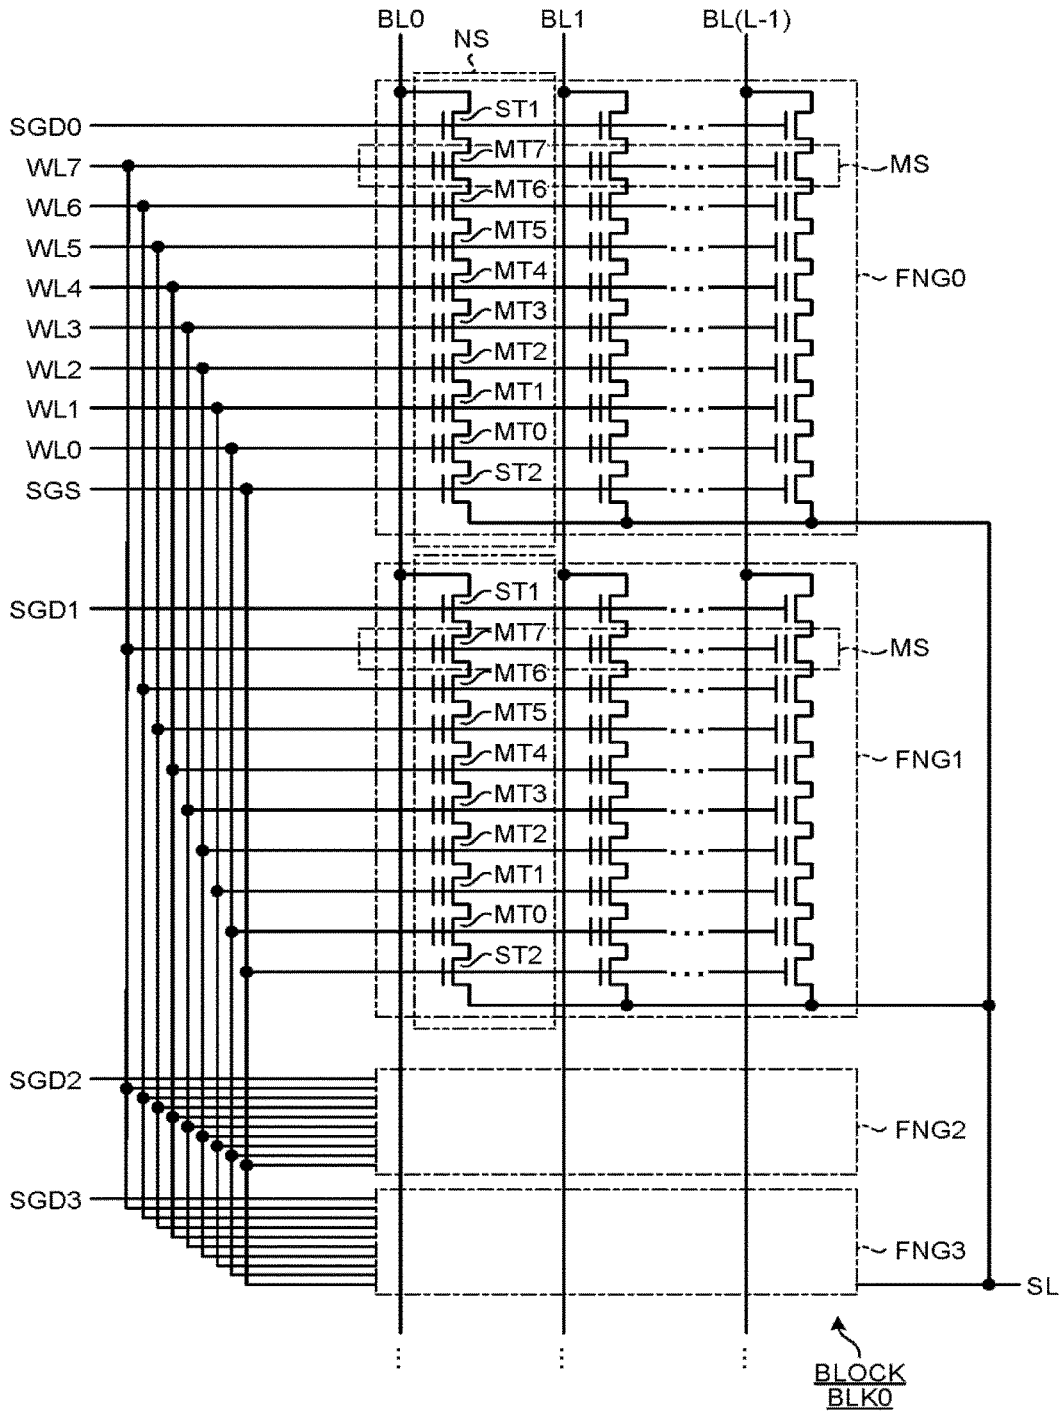 BL0 BL1 BL(L-1)
NS
SGD0 ST1
WL7 MT7 MS
WL6 MT6
WL5 MT5
WL4 MT4 FNG0
WL3 MT3
WL2 MT2
WL1 MT1
WL0 MT0
SGS ST2
SGD1 ST1
MT7 MS
MT6
MT5
MT4 FNG1
MT3
MT2
MT1
MT0
ST2
SGD2
FNG2
SGD3
FNG3
SL
BLOCK
BLK0